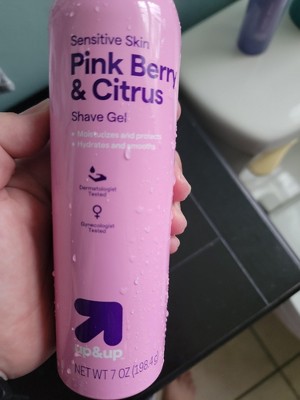 Sensitive Skin
Pink Berry
& Citrus
Shave Gel
+ Moisturizes and protects
+ Hydrates and smooths
Dermatologist
Tested
Gynecologist
Tested
up&up
NET WT 7 OZ (198.4 g)